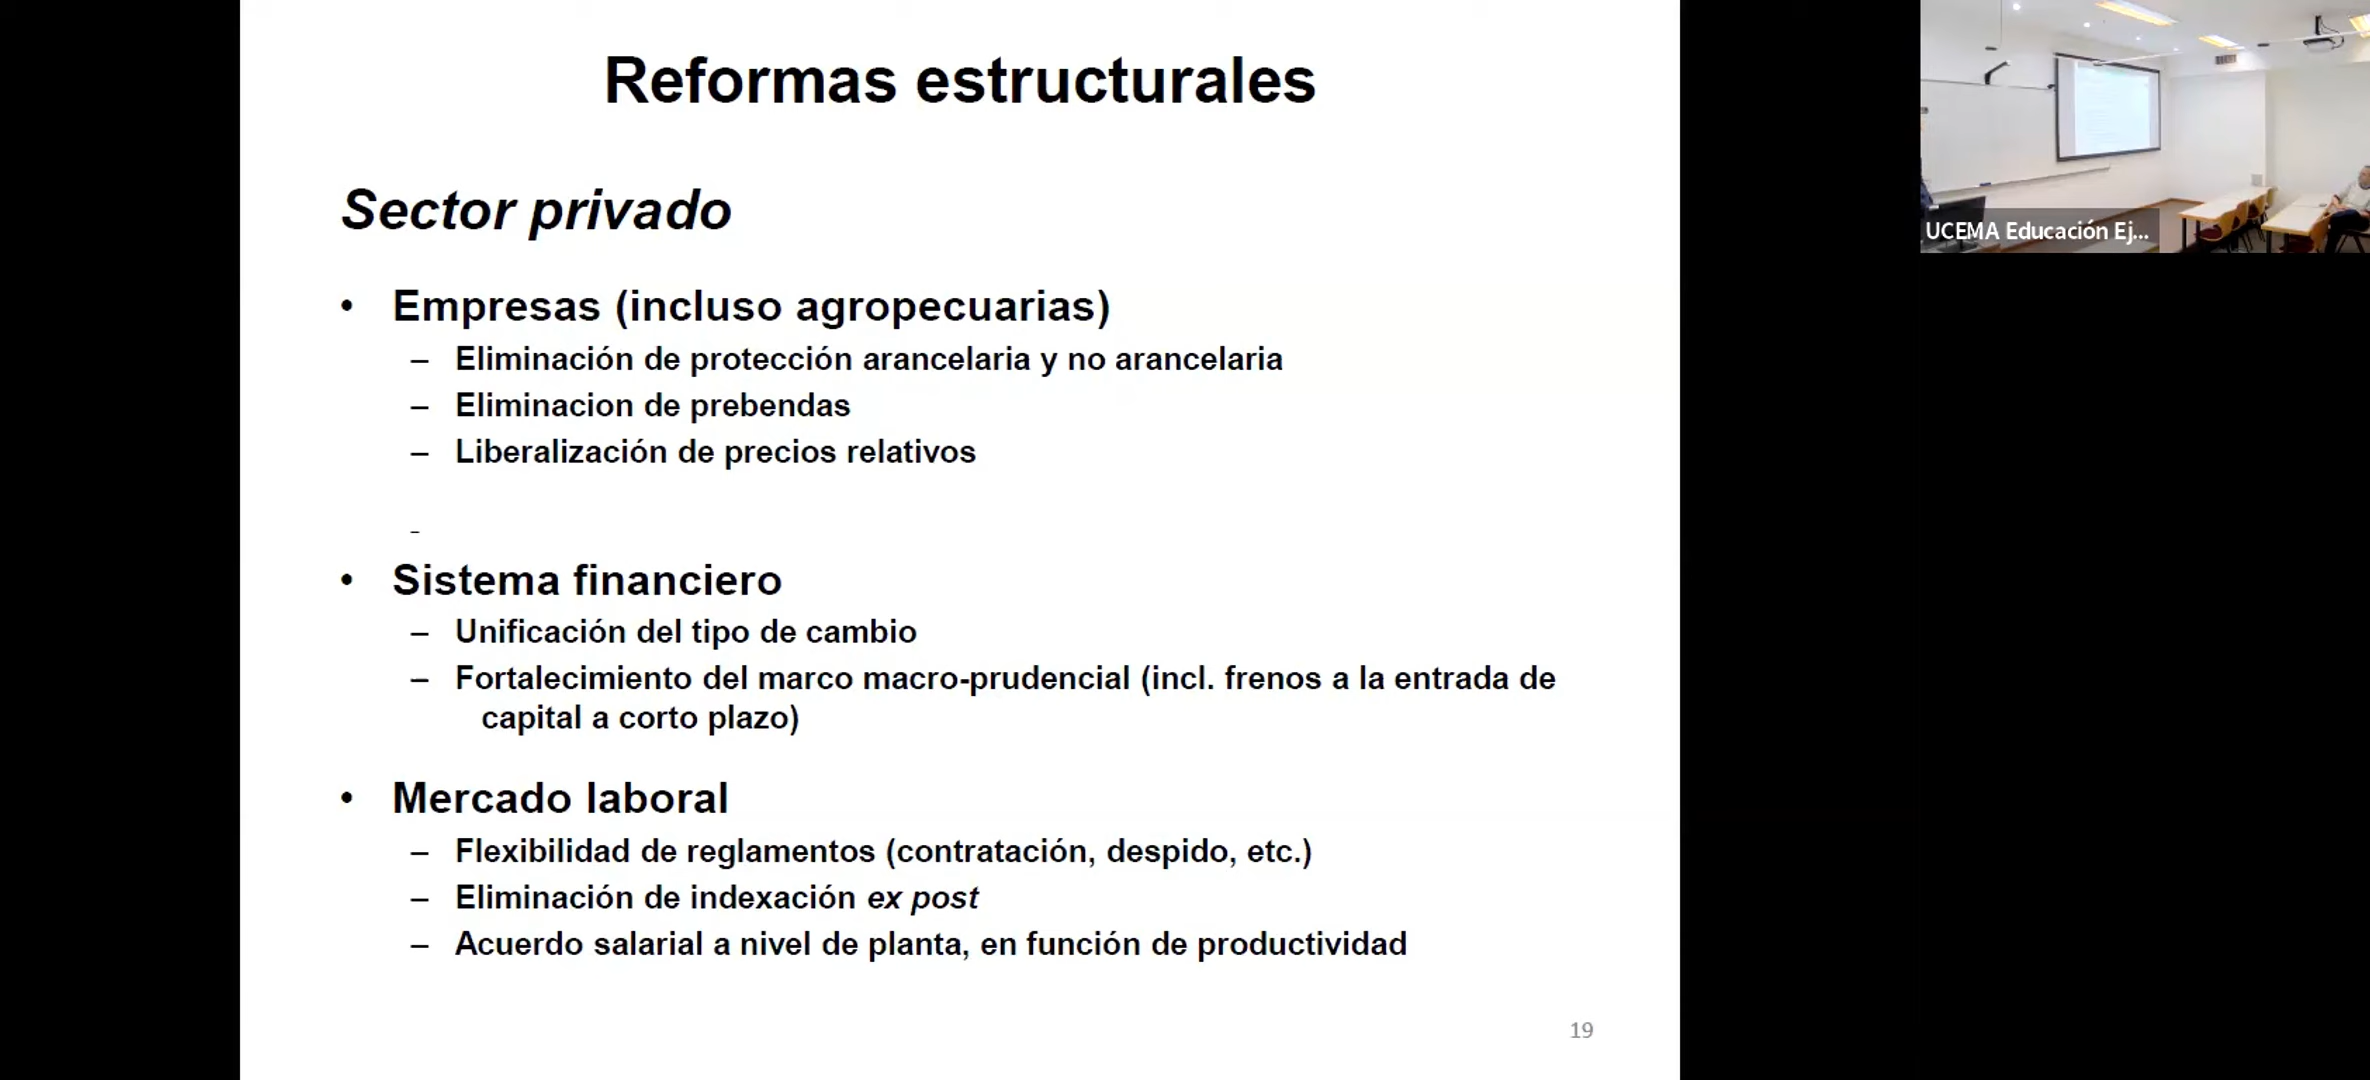 Reformas estructurales
Sector privado
• Empresas (incluso agropecuarias)
– Eliminación de protección arancelaria y no arancelaria
– Eliminacion de prebendas
– Liberalización de precios relativos
-
• Sistema financiero
– Unificación del tipo de cambio
– Fortalecimiento del marco macro-prudencial (incl. frenos a la entrada de
capital a corto plazo)
• Mercado laboral
– Flexibilidad de reglamentos (contratación, despido, etc.)
– Eliminación de indexación ex post
– Acuerdo salarial a nivel de planta, en función de productividad
19
UCEMA Educación Ej...